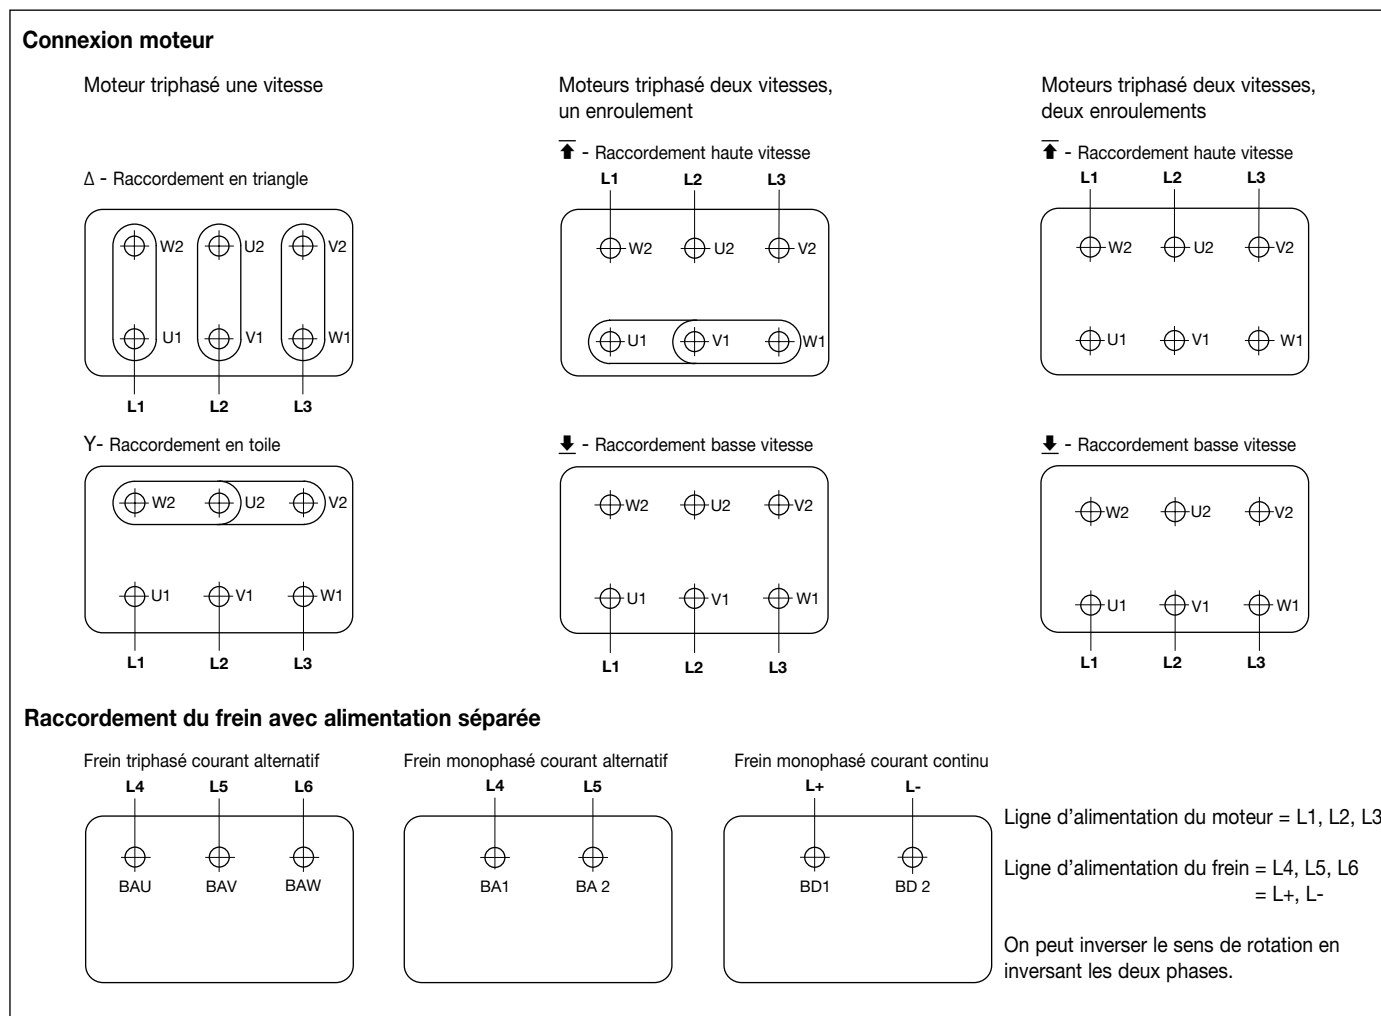 Connexion moteur
Moteur triphasé une vitesse
Δ - Raccordement en triangle
W2 U2 V2
U1 V1 W1
L1 L2 L3
Y- Raccordement en toile
W2 U2 V2
U1 V1 W1
L1 L2 L3
Moteurs triphasé deux vitesses,
un enroulement
- Raccordement haute vitesse
L1 L2 L3
W2 U2 V2
U1 V1 W1
- Raccordement basse vitesse
W2 U2 V2
U1 V1 W1
L1 L2 L3
Moteurs triphasé deux vitesses,
deux enroulements
- Raccordement haute vitesse
L1 L2 L3
W2 U2 V2
U1 V1 W1
- Raccordement basse vitesse
W2 U2 V2
U1 V1 W1
L1 L2 L3
Raccordement du frein avec alimentation séparée
Frein triphasé courant alternatif
L4 L5 L6
BAU BAV BAW
Frein monophasé courant alternatif
L4 L5
BA1 BA 2
Frein monophasé courant continu
L+ L-
BD1 BD 2
Ligne d'alimentation du moteur = L1, L2, L3
Ligne d'alimentation du frein = L4, L5, L6
= L+, L-
On peut inverser le sens de rotation en
inversant les deux phases.